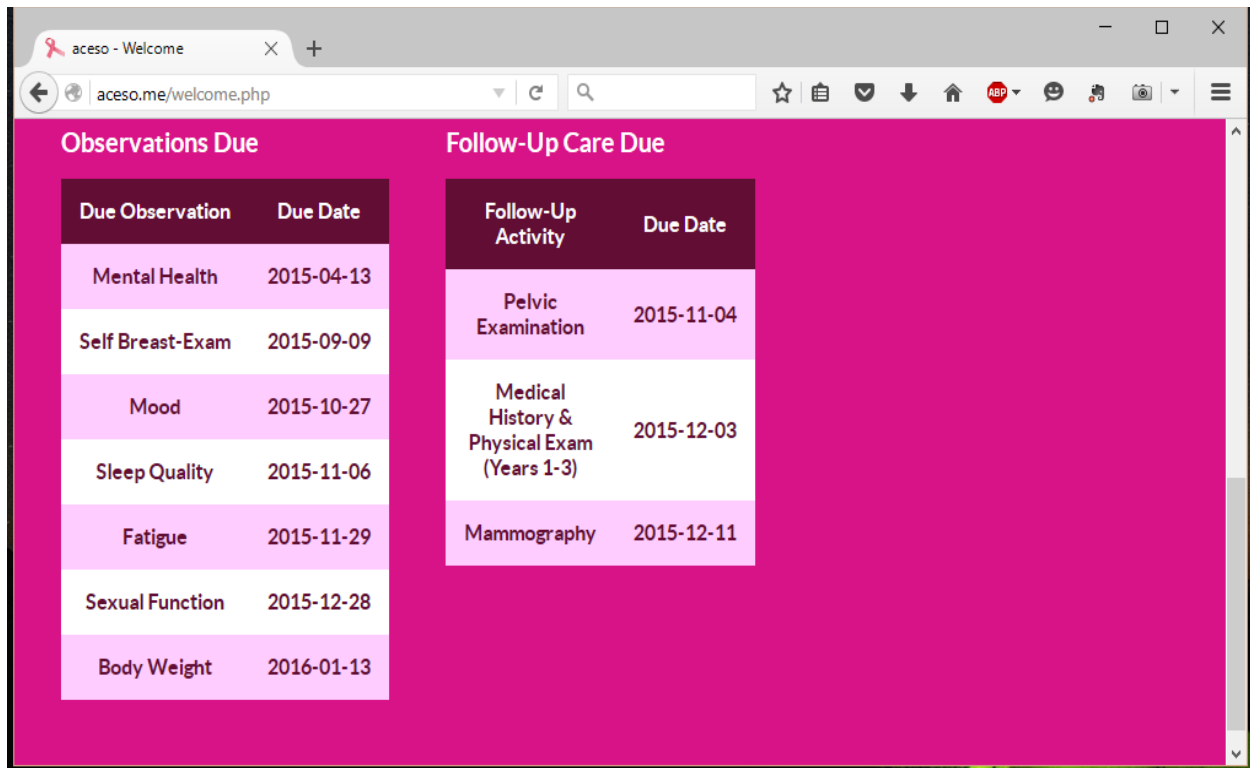 aceso - Welcome
aceso.me/welcome.php
ABP
Observations Due
Due Observation Due Date
Mental Health 2015-04-13
Self Breast-Exam 2015-09-09
Mood 2015-10-27
Sleep Quality 2015-11-06
Fatigue 2015-11-29
Sexual Function 2015-12-28
Body Weight 2016-01-13
Follow-Up Care Due
Follow-Up
Activity
Due Date
Pelvic
Examination
2015-11-04
Medical
History &
Physical Exam
(Years 1-3)
2015-12-03
Mammography 2015-12-11